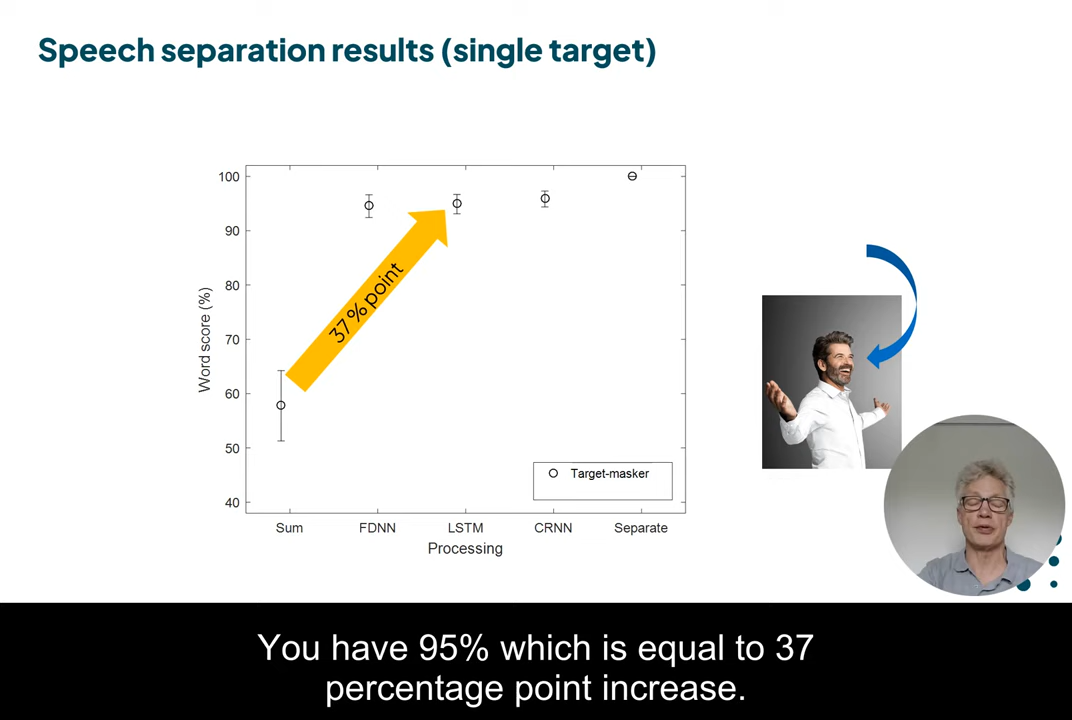 Speech separation results (single target)
100
90
80
70
60
50
40
Word score (%)
37 % point
Target-masker
Sum FDNN LSTM CRNN Separate
Processing
You have 95% which is equal to 37
percentage point increase.